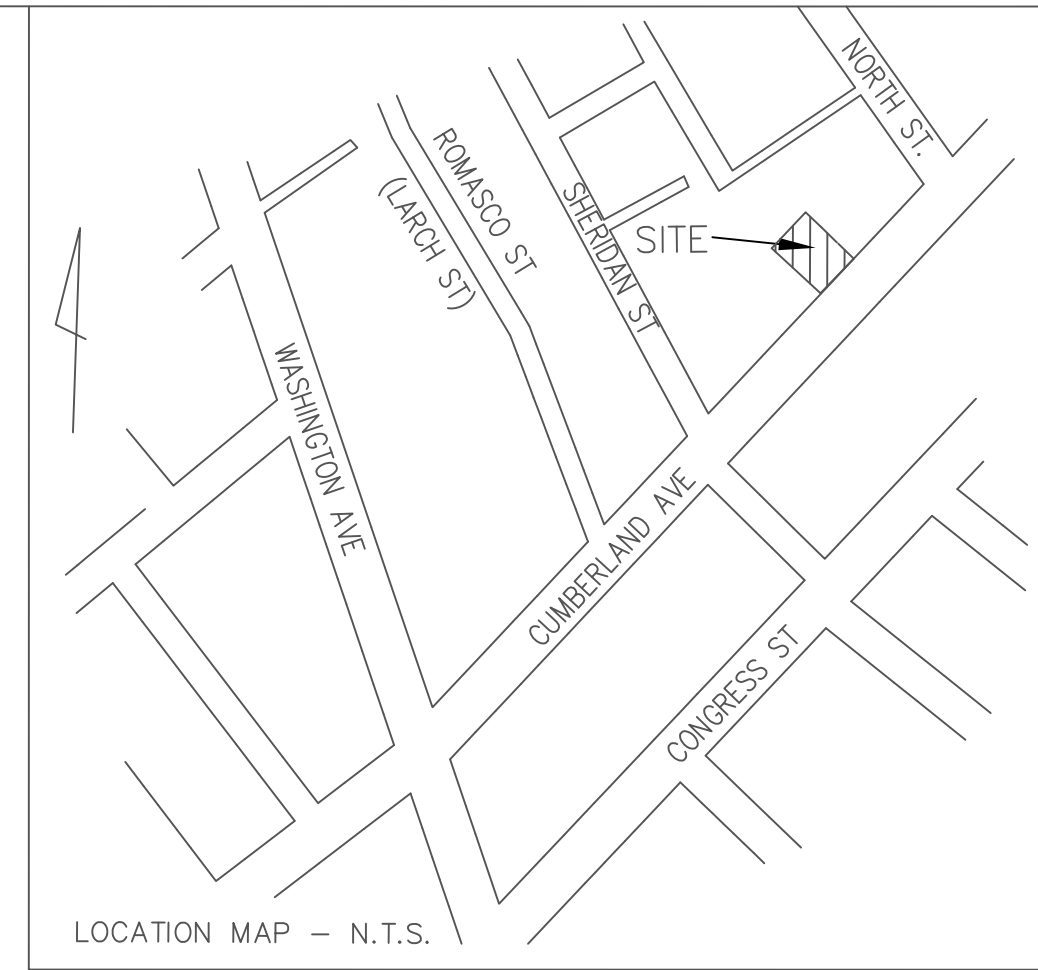 NORTH ST.
ROMASCO ST
(LARCH ST)
SHERIDAN ST
SITE
WASHINGTON AVE
CUMBERLAND AVE
CONGRESS ST
LOCATION MAP – N.T.S.